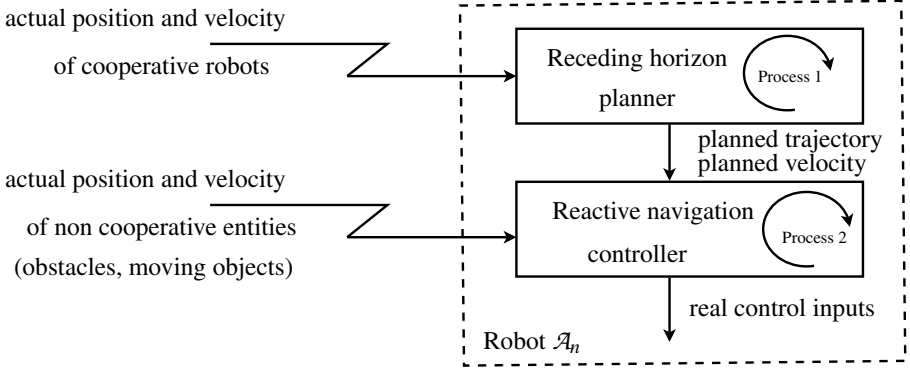 actual position and velocity
of cooperative robots
Receding horizon
planner
Process 1
planned trajectory
planned velocity
actual position and velocity
of non cooperative entities
(obstacles, moving objects)
Reactive navigation
controller
Process 2
real control inputs
Robot 𝒜ₙ